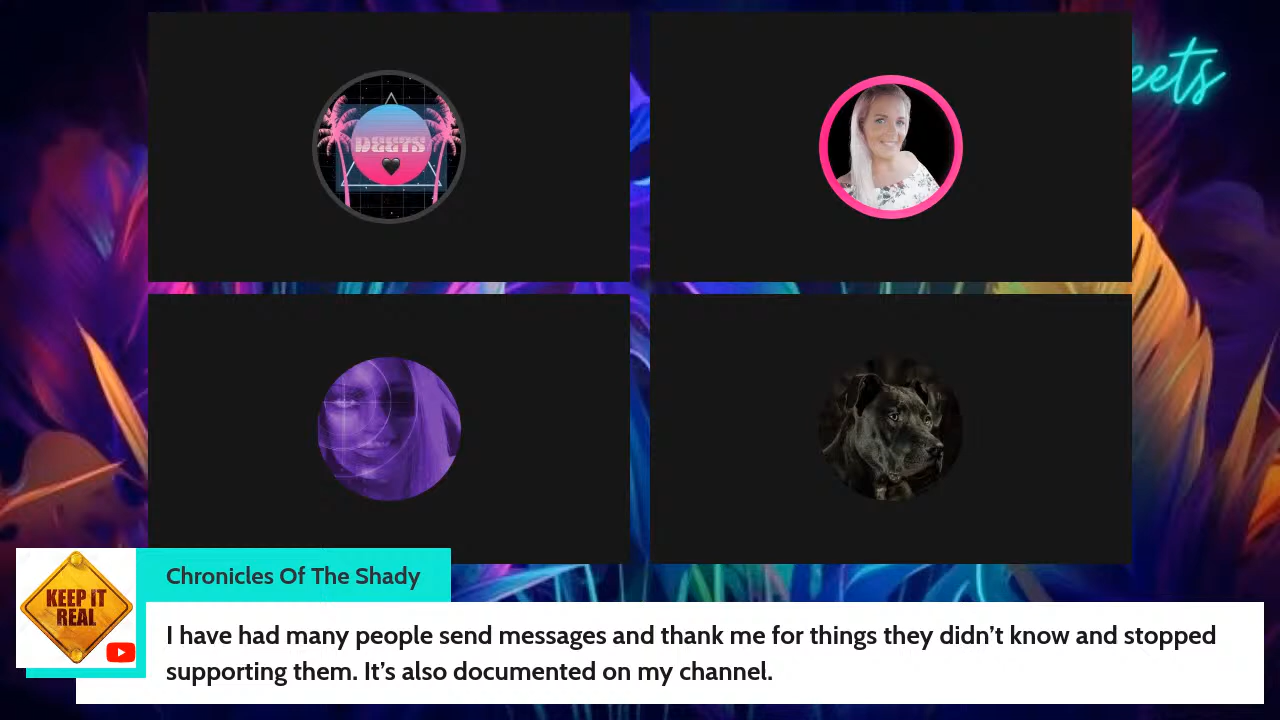 eets
DEETS
Chronicles Of The Shady
KEEP IT
REAL
I have had many people send messages and thank me for things they didn’t know and stopped
supporting them. It’s also documented on my channel.